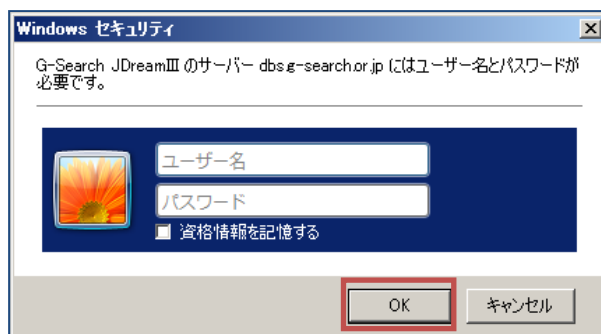 Windows セキュリティ
G-Search JDreamⅢ のサーバー dbs.g-search.or.jp にはユーザー名とパスワードが
必要です。
ユーザー名
パスワード
資格情報を記憶する
OK
キャンセル